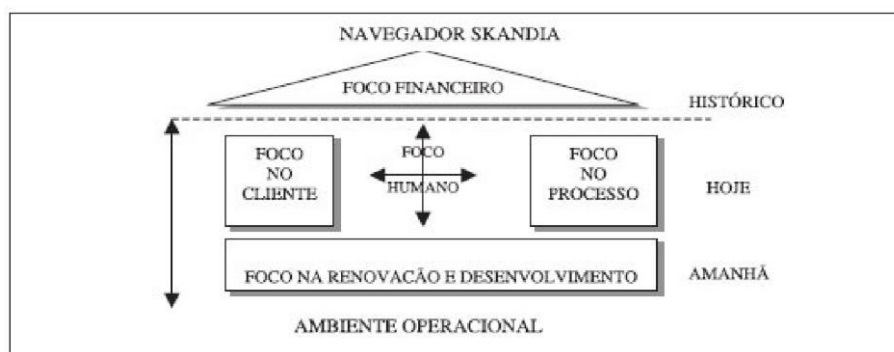 NAVEGADOR SKANDIA
FOCO FINANCEIRO
HISTÓRICO
FOCO
NO
CLIENTE
FOCO
HUMANO
FOCO
NO
PROCESSO
HOJE
FOCO NA RENOVAÇÃO E DESENVOLVIMENTO
AMANHÃ
AMBIENTE OPERACIONAL